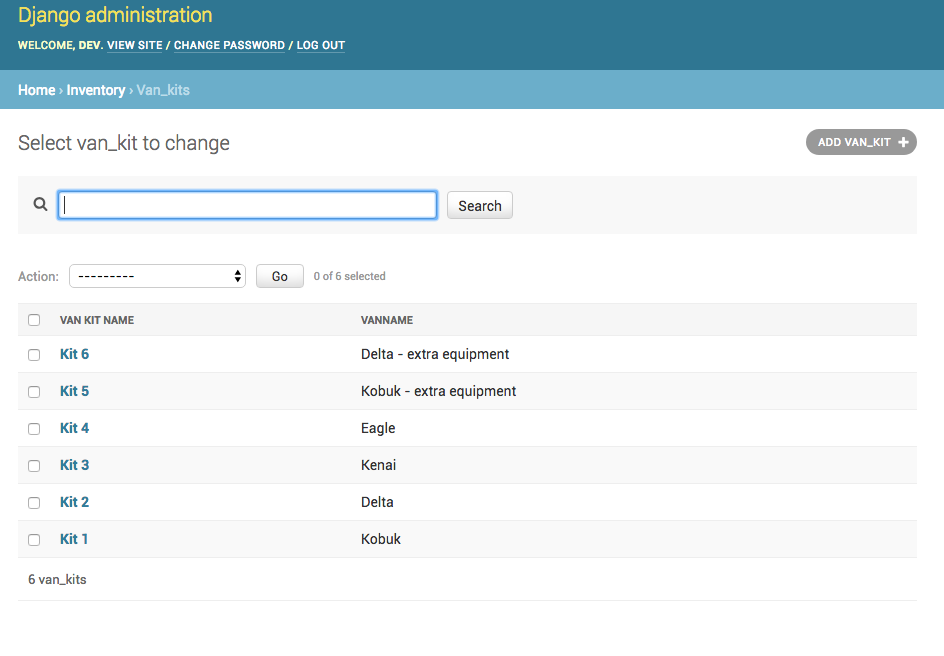 Django administration
WELCOME, DEV. VIEW SITE / CHANGE PASSWORD / LOG OUT
Home › Inventory › Van_kits
Select van_kit to change
ADD VAN_KIT +
Search
Action: --------- Go 0 of 6 selected
VAN KIT NAME VANNAME
Kit 6 Delta - extra equipment
Kit 5 Kobuk - extra equipment
Kit 4 Eagle
Kit 3 Kenai
Kit 2 Delta
Kit 1 Kobuk
6 van_kits